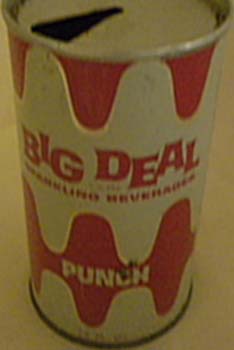 BIG DEAL
SPARKLING BEVERAGES
PUNCH